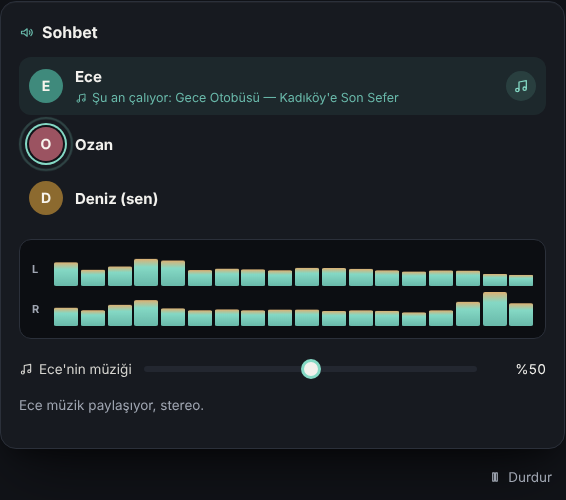 Sohbet
E
Ece
Şu an çalıyor: Gece Otobüsü — Kadıköy'e Son Sefer
O
Ozan
D
Deniz (sen)
L
R
Ece'nin müziği
%50
Ece müzik paylaşıyor, stereo.
Durdur